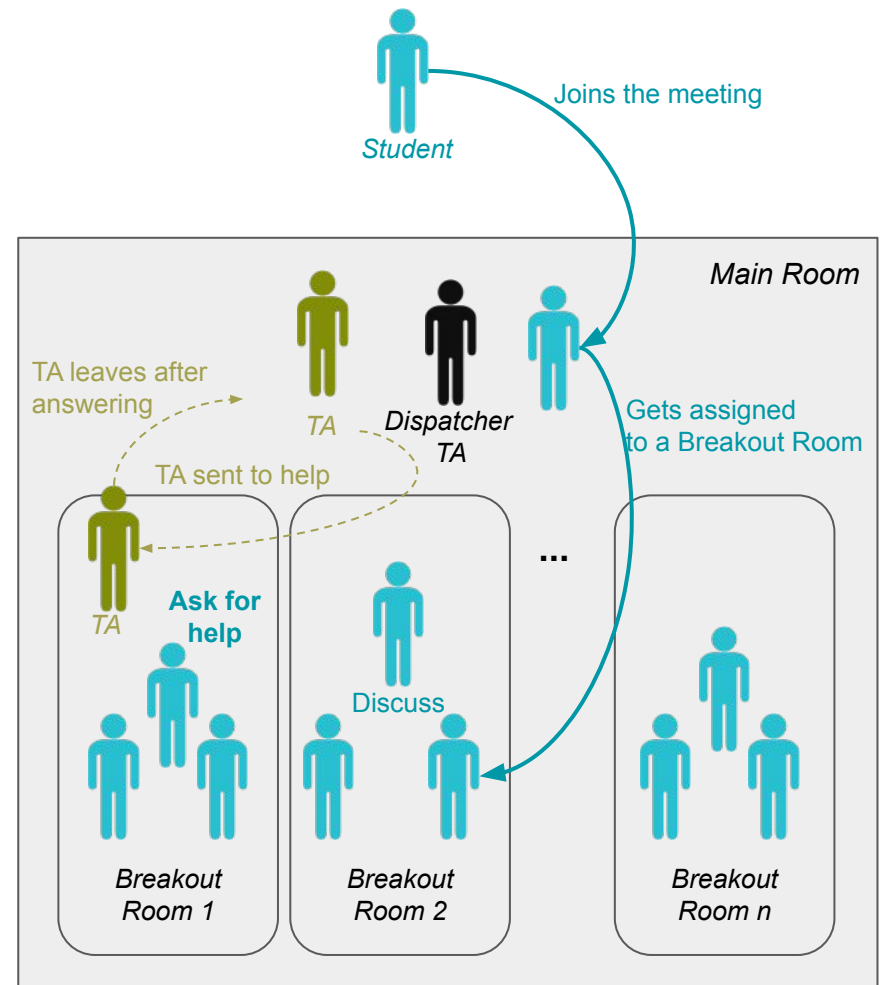 Joins the meeting
Student
Main Room
TA leaves after
answering
TA
Dispatcher
TA
Gets assigned
to a Breakout Room
TA sent to help
...
TA
Ask for
help
Discuss
Breakout
Room 1
Breakout
Room 2
Breakout
Room n